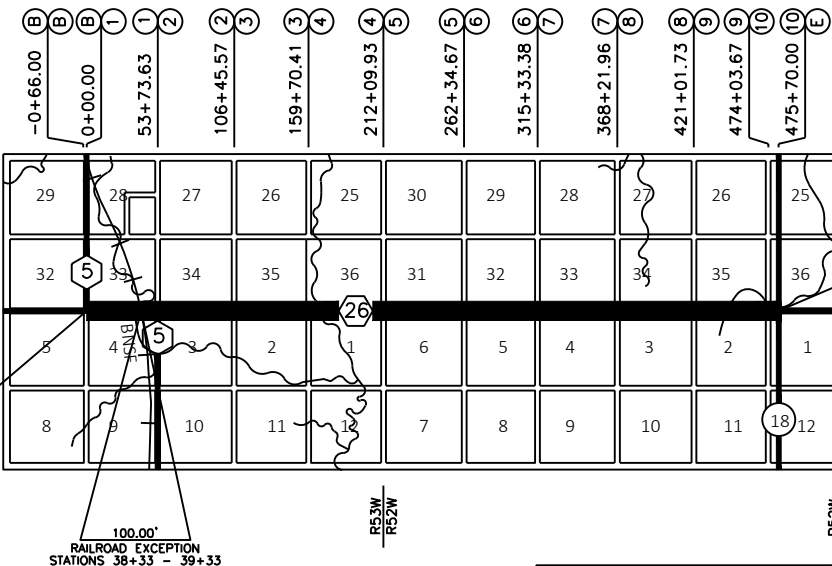 B B B 1 1 2 2 3 3 4 4 5 5 6 6 7 7 8 8 9 9 10 10 E
-0+66.00
0+00.00
53+73.63
106+45.57
159+70.41
212+09.93
262+34.67
315+33.38
368+21.96
421+01.73
474+03.67
475+70.00
29 28 27 26 25 30 29 28 27 26 25
32 5 33 34 35 36 31 32 33 34 35 36
26
5
BNSF
5 4 3 2 1 6 5 4 3 2 1
8 9 10 11 12 7 8 9 10 11 18 12
R53W
R52W
R52W
100.00'
RAILROAD EXCEPTION
STATIONS 38+33 - 39+33